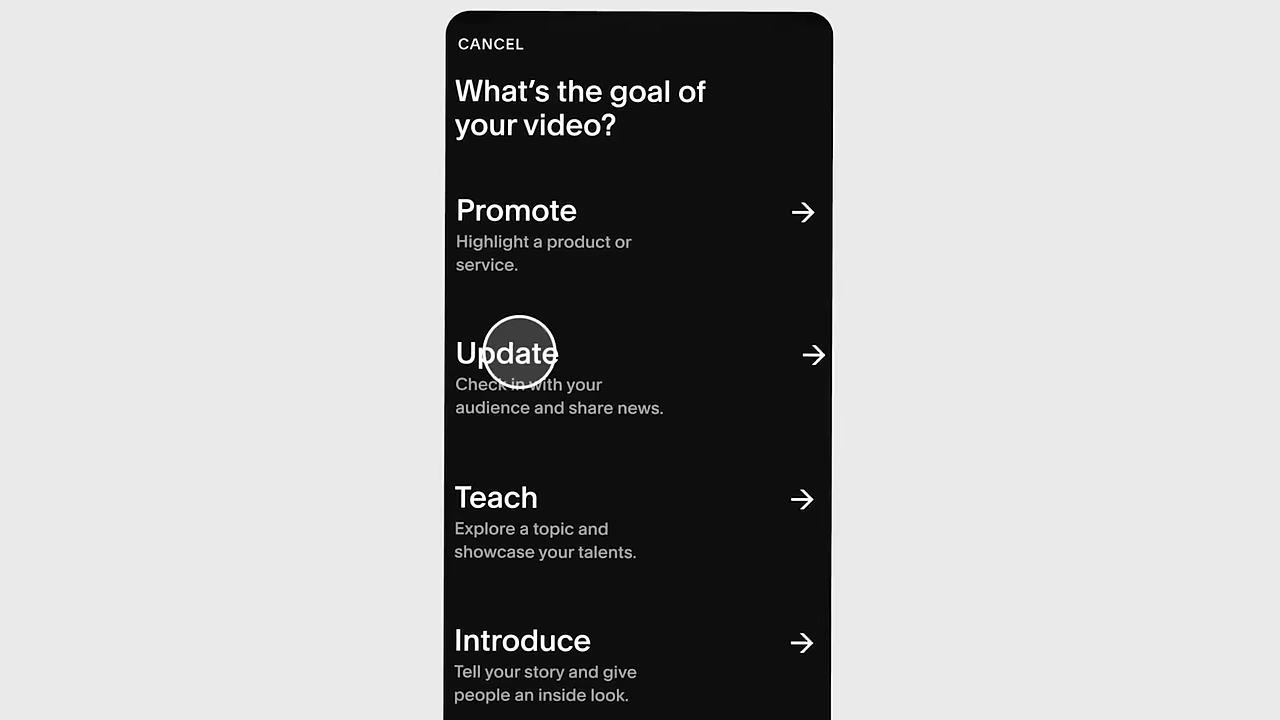 CANCEL
What’s the goal of
your video?
Promote
Highlight a product or
service.
Update
Check in with your
audience and share news.
Teach
Explore a topic and
showcase your talents.
Introduce
Tell your story and give
people an inside look.